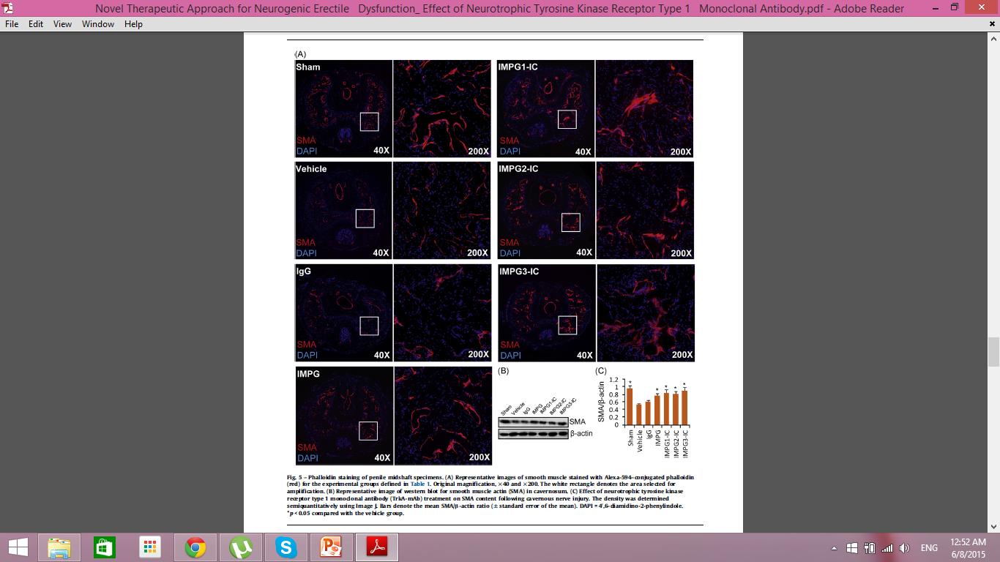 Novel Therapeutic Approach for Neurogenic Erectile Dysfunction_ Effect of Neurotrophic Tyrosine Kinase Receptor Type 1 Monoclonal Antibody.pdf - Adobe Reader
File Edit View Window Help
(A)
Sham
SMA
DAPI
40X
200X
IMPG1-IC
SMA
DAPI
40X
200X
Vehicle
SMA
DAPI
40X
200X
IMPG2-IC
SMA
DAPI
40X
200X
IgG
SMA
DAPI
40X
200X
IMPG3-IC
SMA
DAPI
40X
200X
IMPG
SMA
DAPI
40X
200X
(B)
Sham Vehicle IgG IMPG IMPG1-IC IMPG2-IC IMPG3-IC
SMA
β-actin
(C)
SMA/β-actin
1.2
1
0.8
0.6
0.4
0.2
0
* * * * *
Sham Vehicle IgG IMPG IMPG1-IC IMPG2-IC IMPG3-IC
Fig. 5 – Phalloidin staining of penile midshaft specimens. (A) Representative images of smooth muscle stained with Alexa-594–conjugated phalloidin
(red) for the experimental groups defined in Table 1. Original magnification, ×40 and ×200. The white rectangle denotes the area selected for
amplification. (B) Representative image of western blot for smooth muscle actin (SMA) in cavernosum. (C) Effect of neurotrophic tyrosine kinase
receptor type 1 monoclonal antibody (TrkA-mAb) treatment on SMA content following cavernous nerve injury. The density was determined
semiquantitatively using Image J. Bars denote the mean SMA/β-actin ratio (± standard error of the mean). DAPI = 4′,6-diamidino-2-phenylindole.
*p < 0.05 compared with the vehicle group.
ENG
12:52 AM
6/8/2015